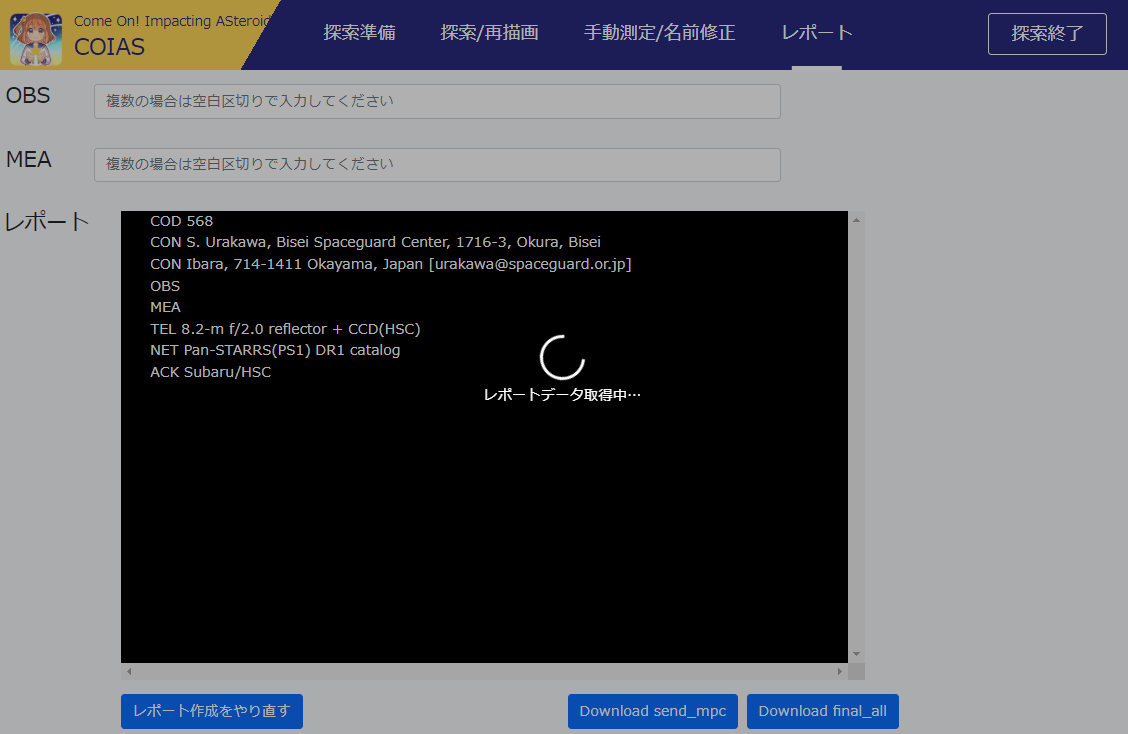 Come On! Impacting ASteroid
COIAS
探索準備
探索/再描画
手動測定/名前修正
レポート
探索終了
OBS
複数の場合は空白区切りで入力してください
MEA
複数の場合は空白区切りで入力してください
レポート
COD 568
CON S. Urakawa, Bisei Spaceguard Center, 1716-3, Okura, Bisei
CON Ibara, 714-1411 Okayama, Japan [urakawa@spaceguard.or.jp]
OBS
MEA
TEL 8.2-m f/2.0 reflector + CCD(HSC)
NET Pan-STARRS(PS1) DR1 catalog
ACK Subaru/HSC
レポートデータ取得中…
レポート作成をやり直す
Download send_mpc
Download final_all